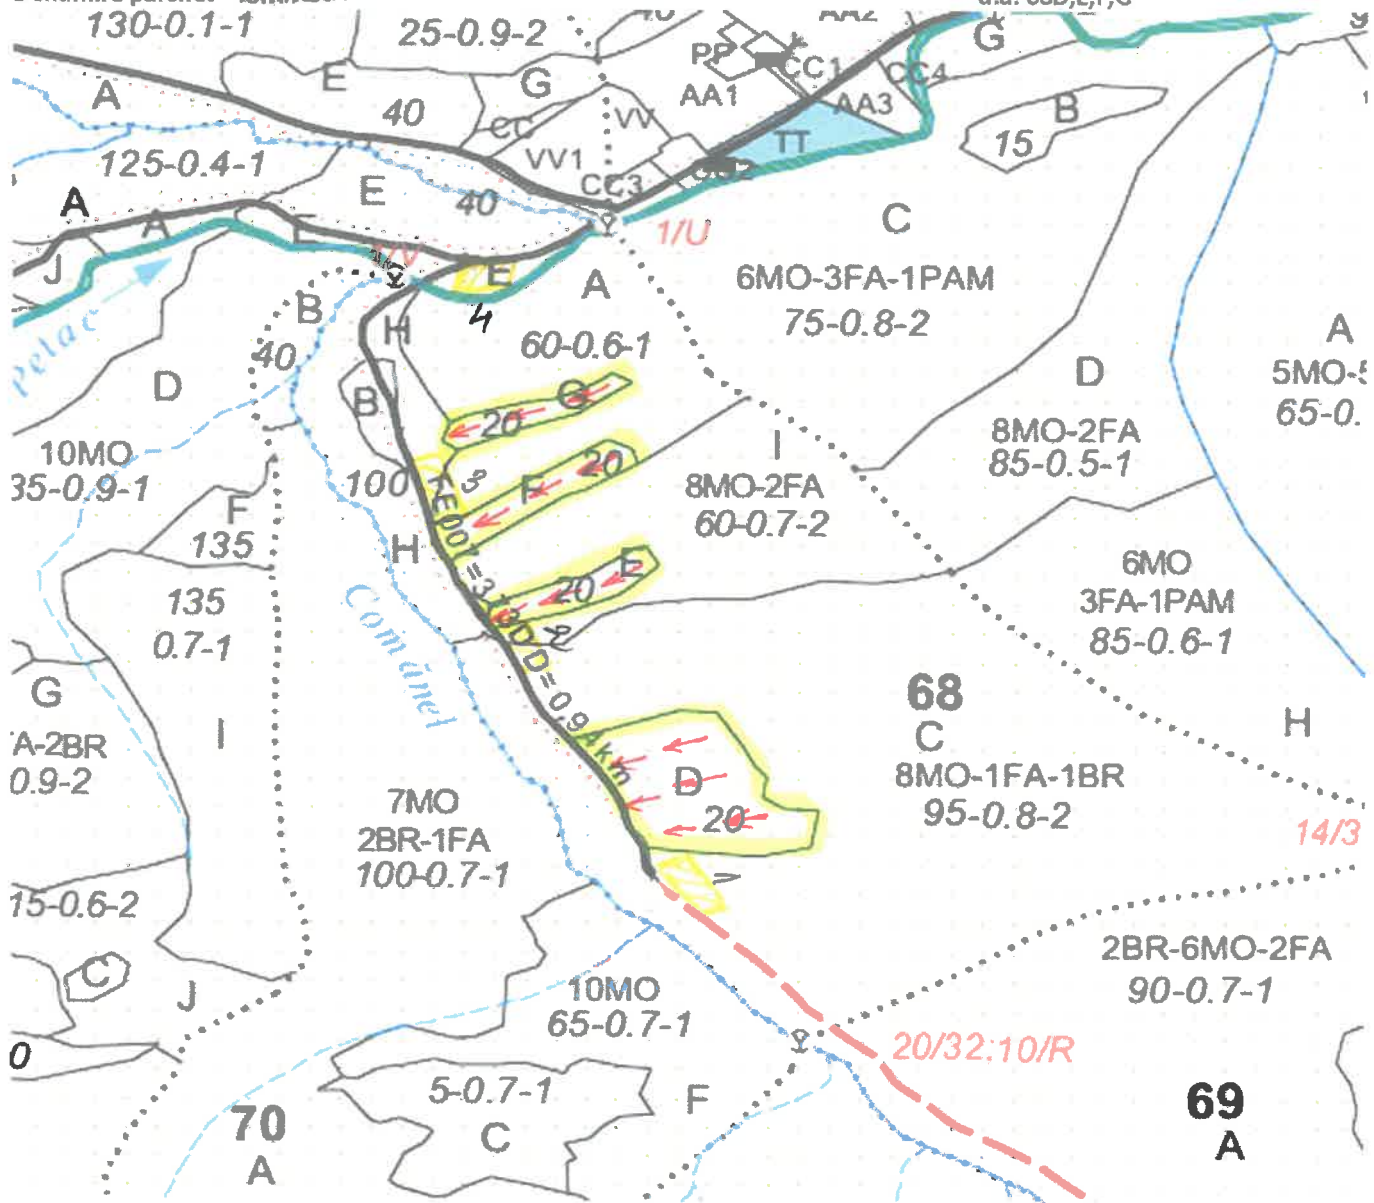 130-0.1-1
25-0.9-2
40
AA2
G
A
E
40
G
CC
VV
PP
CC1
CC4
AA1
AA3
TT
B
15
125-0.4-1
VV1
CC3
E
40
A
A
E
J
1/U
C
6MO-3FA-1PAM
75-0.8-2
E
A
4
60-0.6-1
B
H
40
D
B
A
65-0.
D
8MO-2FA
85-0.5-1
G
20
10MO
35-0.9-1
100
3
F
20
I
8MO-2FA
60-0.7-2
F
135
H
E
20
6MO
3FA-1PAM
85-0.6-1
135
0.7-1
Comănel
2
G
A-2BR
0.9-2
I
68
C
8MO-1FA-1BR
95-0.8-2
H
D
20
7MO
2BR-1FA
100-0.7-1
14/3
15-0.6-2
C
J
2BR-6MO-2FA
90-0.7-1
10MO
65-0.7-1
20/32:10/R
0
5-0.7-1
C
F
70
A
69
A